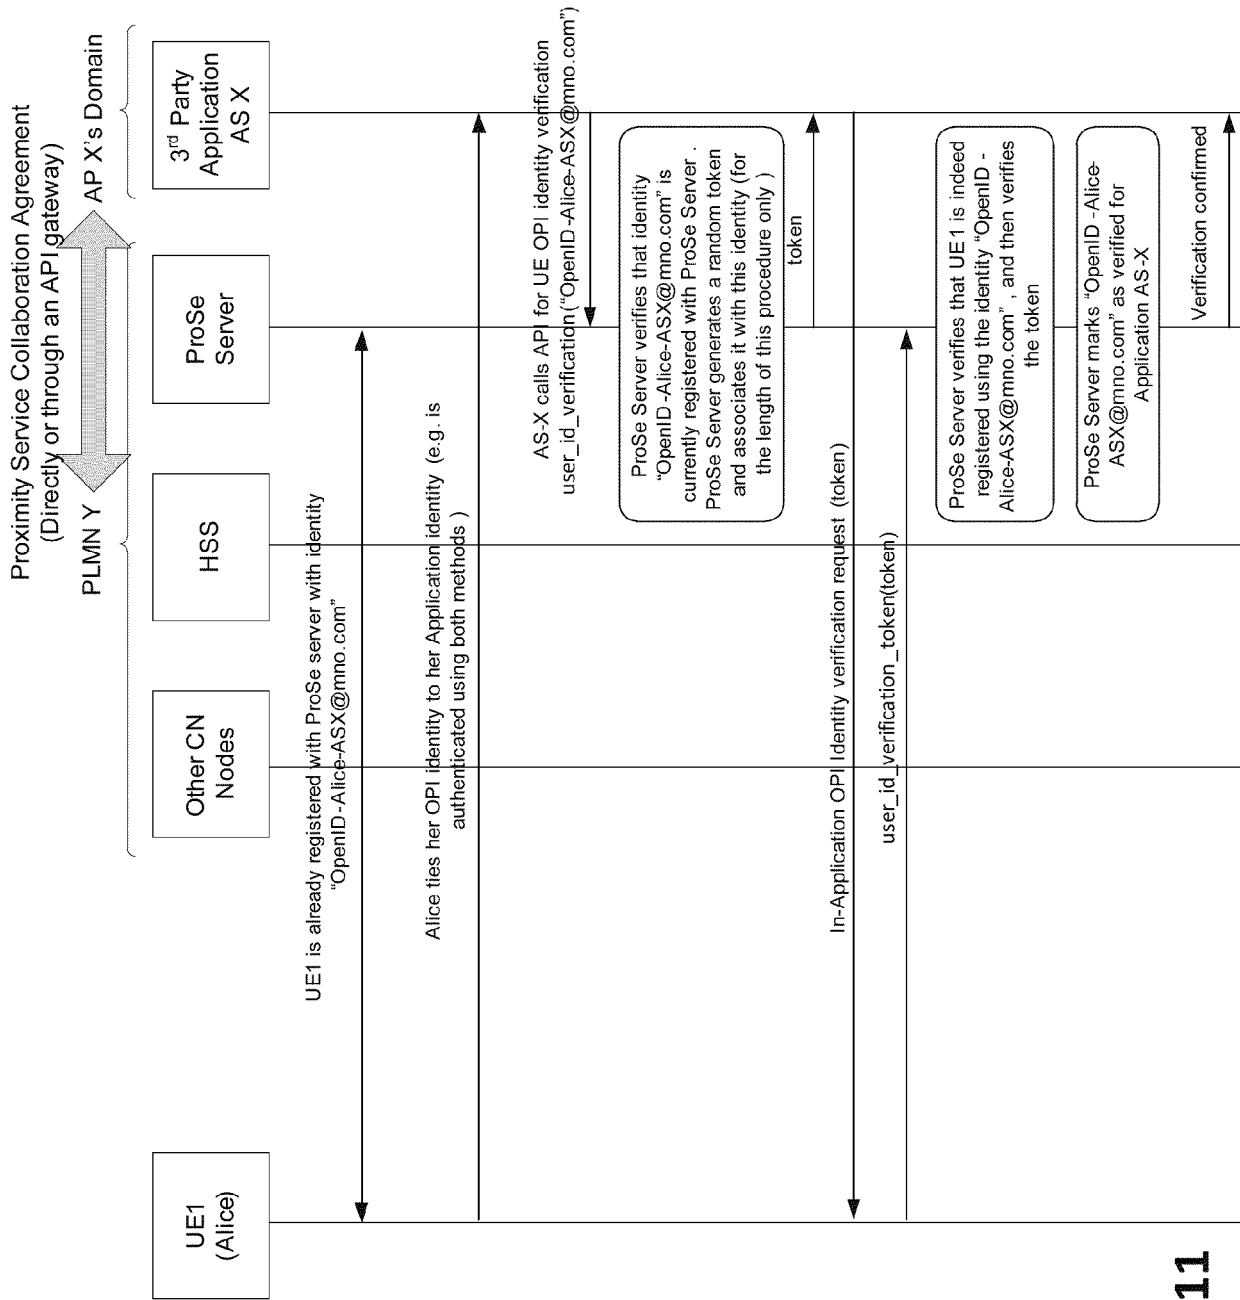 Proximity Service Collaboration Agreement
(Directly or through an API gateway)
PLMN Y
AP X's Domain
UE1
(Alice)
Other CN
Nodes
HSS
ProSe
Server
3rd Party
Application
AS X
UE1 is already registered with ProSe server with identity
“OpenID-Alice-ASX@mno.com”
Alice ties her OPI identity to her Application identity (e.g. is
authenticated using both methods )
AS-X calls API for UE OPI identity verification
user_id_verification(“OpenID-Alice-ASX@mno.com”)
ProSe Server verifies that identity
“OpenID-Alice-ASX@mno.com” is
currently registered with ProSe Server .
ProSe Server generates a random token
and associates it with this identity (for
the length of this procedure only )
token
In-Application OPI Identity verification request (token)
user_id_verification_token(token)
ProSe Server verifies that UE1 is indeed
registered using the identity “OpenID -
Alice-ASX@mno.com” , and then verifies
the token
ProSe Server marks “OpenID-Alice-
ASX@mno.com” as verified for
Application AS-X
Verification confirmed
11